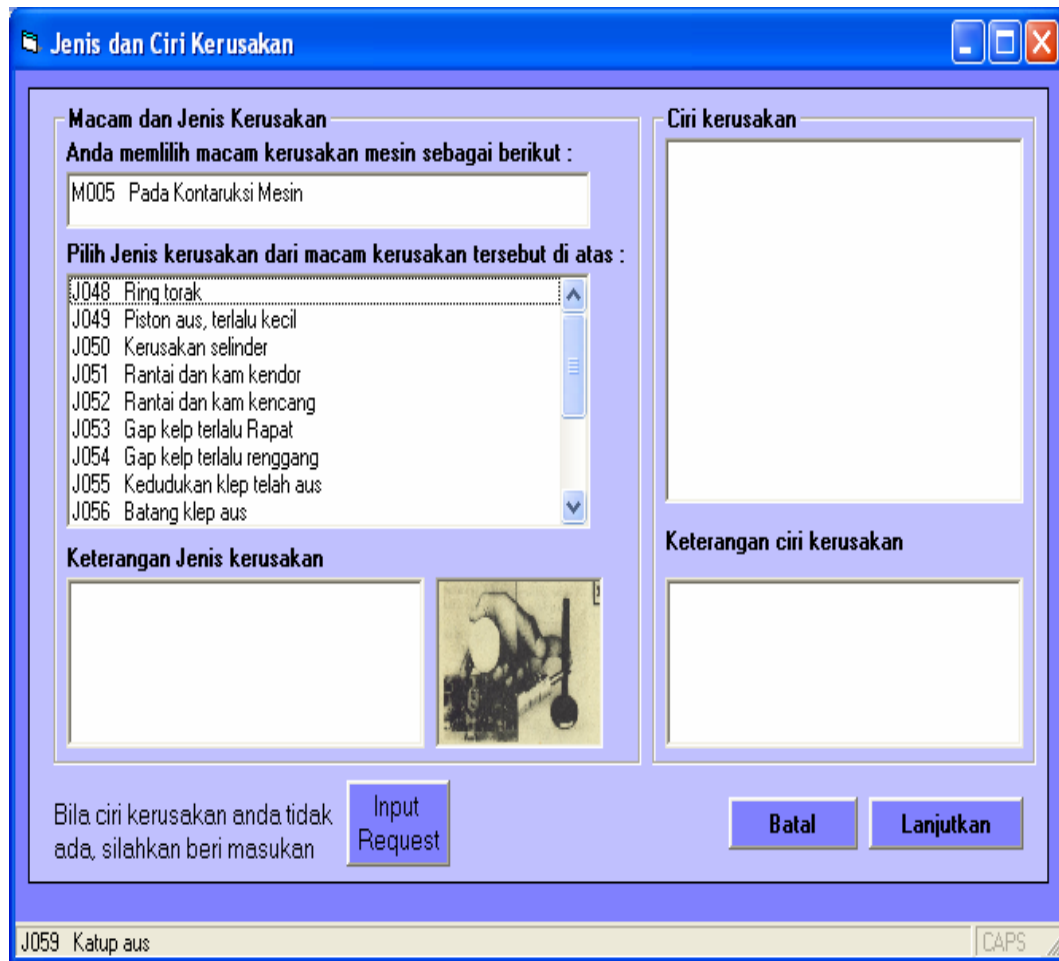 Jenis dan Ciri Kerusakan
Macam dan Jenis Kerusakan
Anda memlilih macam kerusakan mesin sebagai berikut :
M005 Pada Kontaruksi Mesin
Pilih Jenis kerusakan dari macam kerusakan tersebut di atas :
J048 Ring torak
J049 Piston aus, terlalu kecil
J050 Kerusakan selinder
J051 Rantai dan kam kendor
J052 Rantai dan kam kencang
J053 Gap kelp terlalu Rapat
J054 Gap kelp terlalu renggang
J055 Kedudukan klep telah aus
J056 Batang klep aus
Keterangan Jenis kerusakan
Ciri kerusakan
Keterangan ciri kerusakan
Bila ciri kerusakan anda tidak
ada, silahkan beri masukan
Input
Request
Batal
Lanjutkan
J059 Katup aus
CAPS